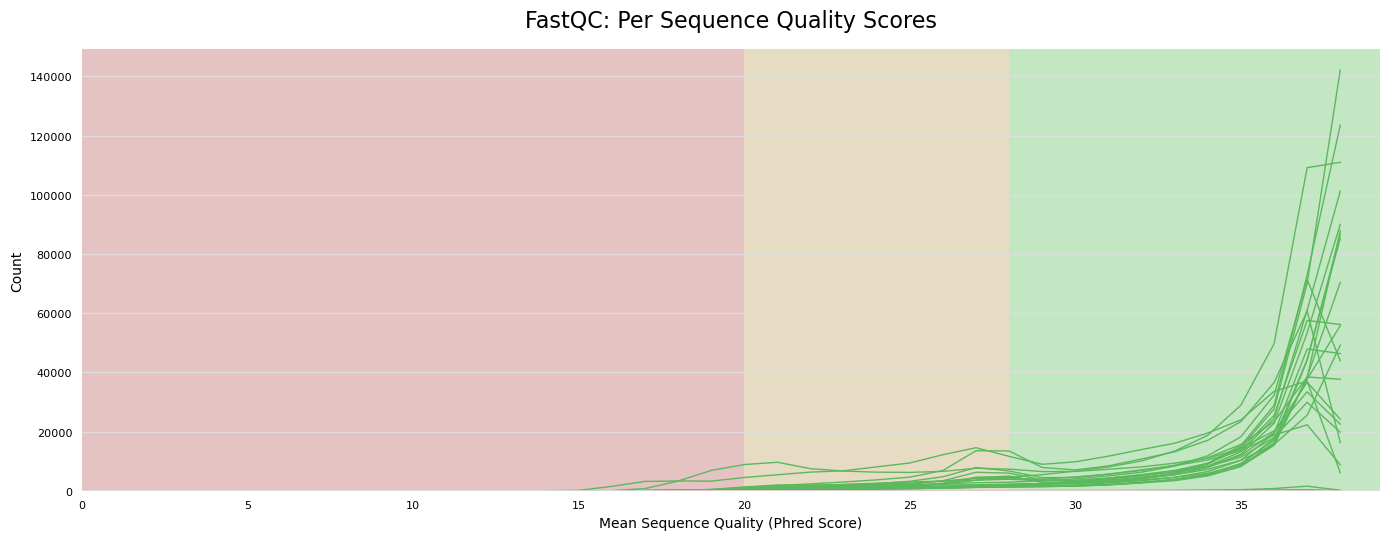 FastQC: Per Sequence Quality Scores
140000
120000
100000
80000
60000
40000
20000
0
Count
0 5 10 15 20 25 30 35
Mean Sequence Quality (Phred Score)